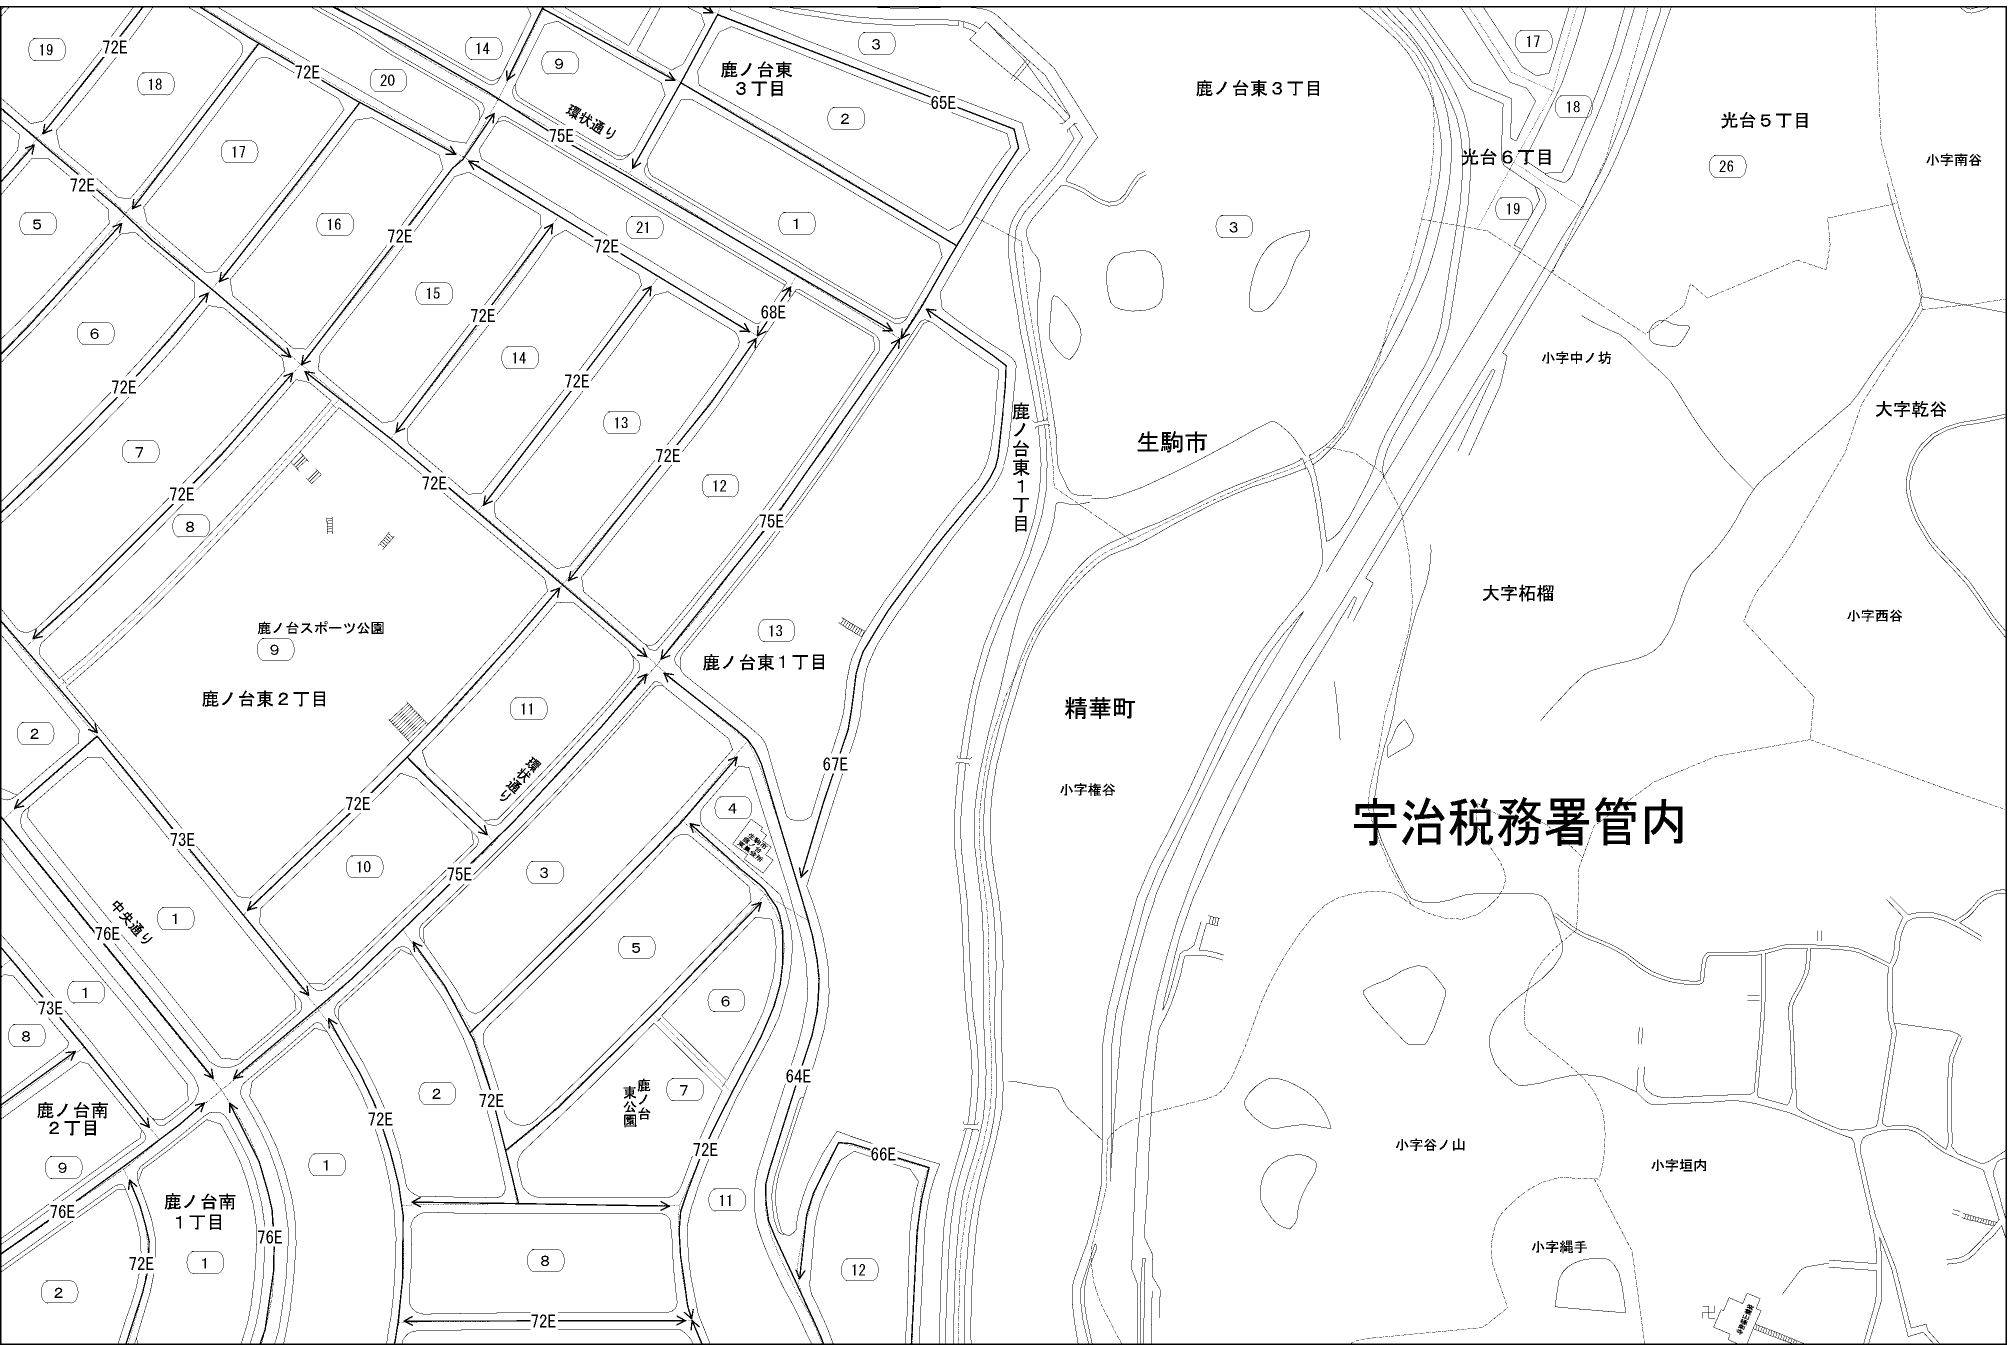 19
72E
18
72E
20
14
9
環状通り
75E
鹿ノ台東
３丁目
3
65E
2
鹿ノ台東３丁目
17
18
光台６丁目
光台５丁目
26
小字南谷
72E
17
5
16
72E
21
72E
1
3
19
15
72E
68E
6
14
72E
72E
13
小字中ノ坊
大字乾谷
鹿ノ台東１丁目
生駒市
7
72E
8
72E
72E
12
75E
大字柘榴
小字西谷
鹿ノ台スポーツ公園
9
鹿ノ台東２丁目
13
鹿ノ台東１丁目
11
精華町
2
環状通り
67E
小字権谷
宇治税務署管内
72E
73E
10
75E
3
4
生駒市
鹿ノ台
東集会所
中央通り
76E
1
5
1
73E
8
6
64E
鹿ノ台
東公園
7
2
72E
72E
鹿ノ台南
２丁目
9
1
72E
11
66E
小字谷ノ山
小字垣内
76E
鹿ノ台南
１丁目
1
72E
76E
2
8
72E
12
小字縄手